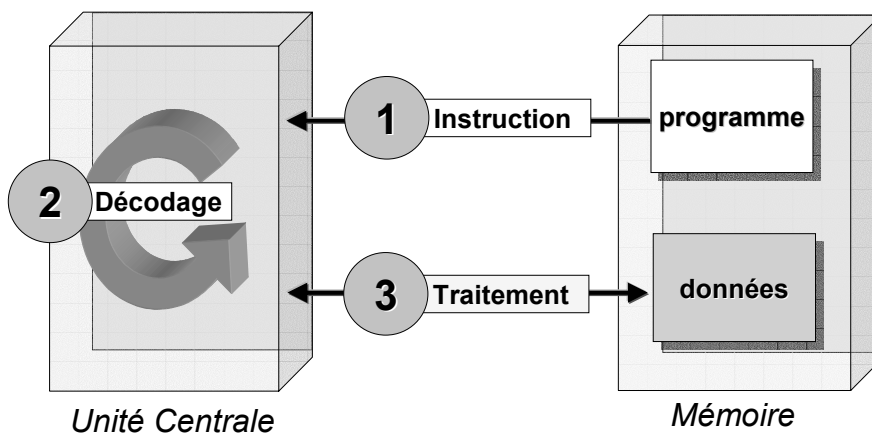 1
Instruction
programme
2
Décodage
3
Traitement
données
Unité Centrale
Mémoire